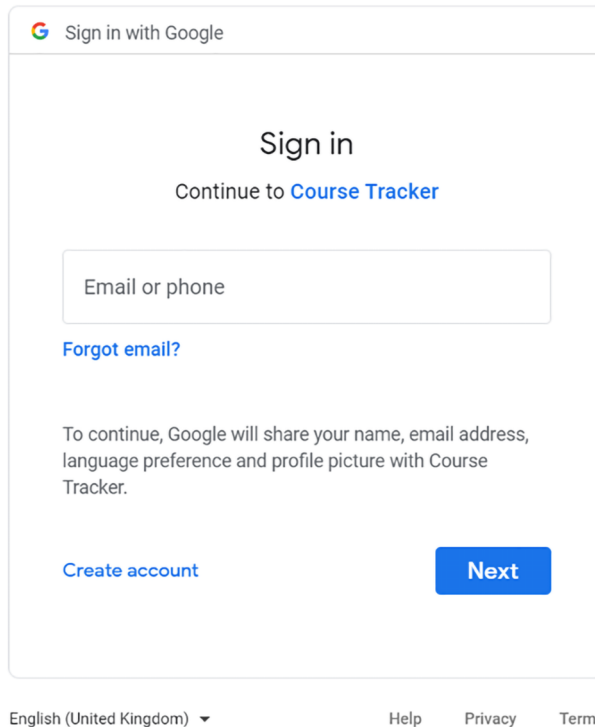 Sign in with Google
Sign in
Continue to Course Tracker
Email or phone
Forgot email?
To continue, Google will share your name, email address,
language preference and profile picture with Course
Tracker.
Create account Next
English (United Kingdom) Help Privacy Term